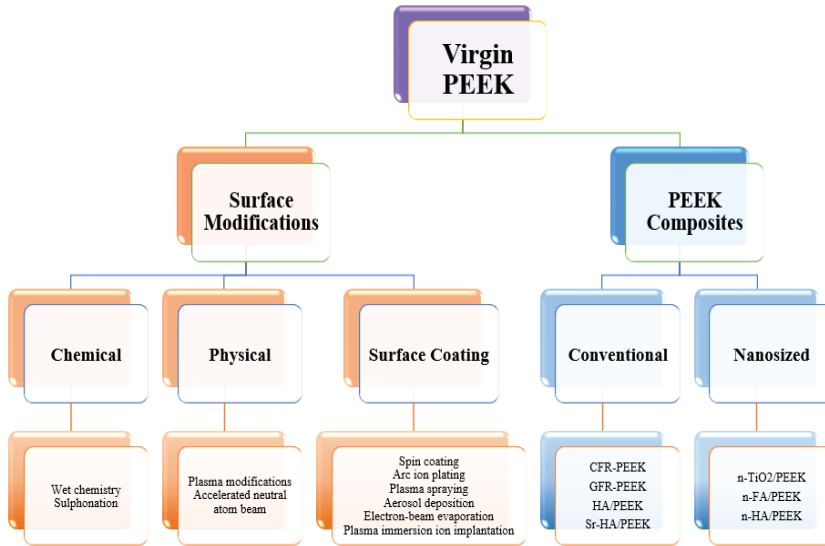 Virgin
PEEK
Surface
Modifications
PEEK
Composites
Chemical
Physical
Surface Coating
Conventional
Nanosized
Wet chemistry
Sulphonation
Plasma modifications
Accelerated neutral
atom beam
Spin coating
Arc ion plating
Plasma spraying
Aerosol deposition
Electron-beam evaporation
Plasma immersion ion implantation
CFR-PEEK
GFR-PEEK
HA/PEEK
Sr-HA/PEEK
n-TiO2/PEEK
n-FA/PEEK
n-HA/PEEK